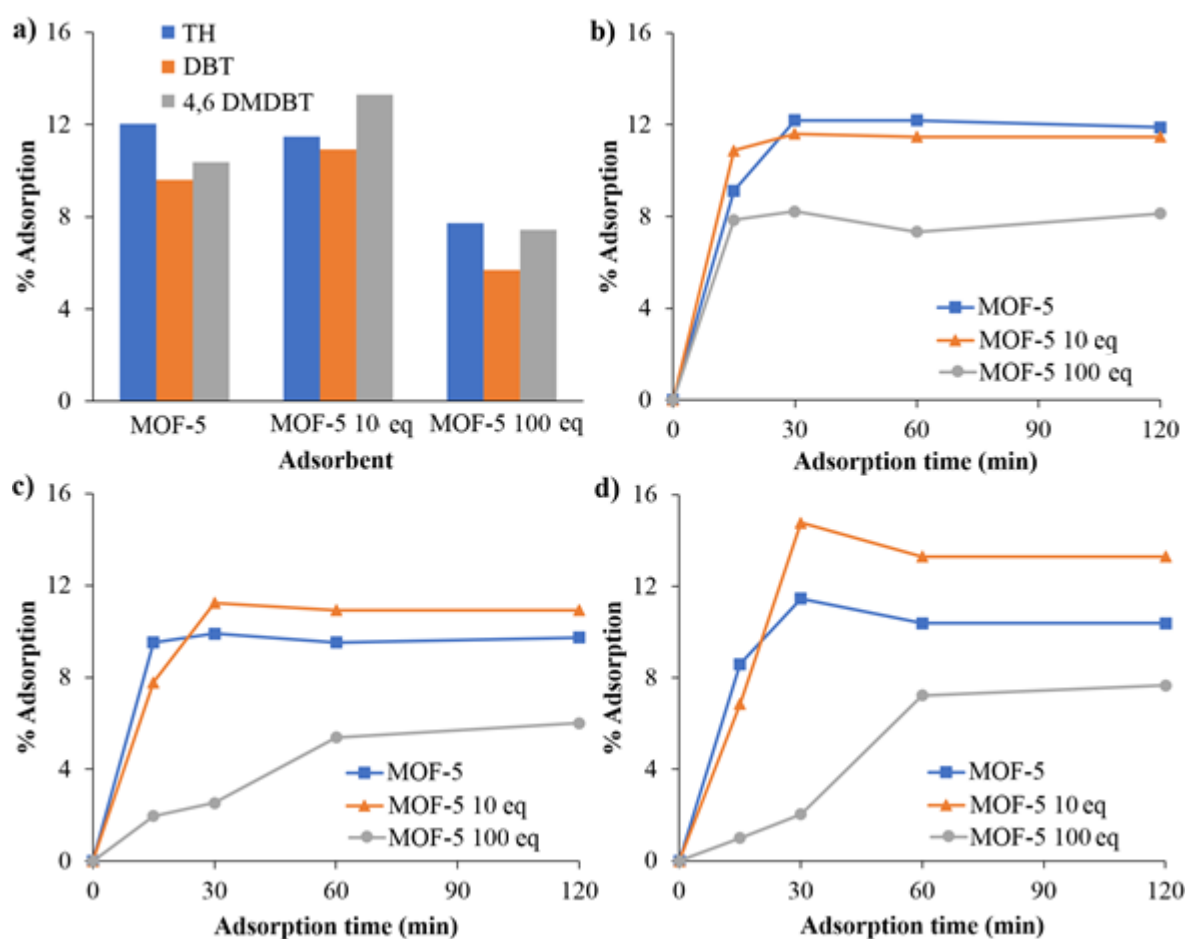 a)
16
12
8
4
0
% Adsorption
TH
DBT
4,6 DMDBT
MOF-5
MOF-5 10 eq
MOF-5 100 eq
Adsorbent
b)
16
12
8
4
0
% Adsorption
MOF-5
MOF-5 10 eq
MOF-5 100 eq
0 30 60 90 120
Adsorption time (min)
c)
16
12
8
4
0
% Adsorption
MOF-5
MOF-5 10 eq
MOF-5 100 eq
0 30 60 90 120
Adsorption time (min)
d)
16
12
8
4
0
% Adsorption
MOF-5
MOF-5 10 eq
MOF-5 100 eq
0 30 60 90 120
Adsorption time (min)